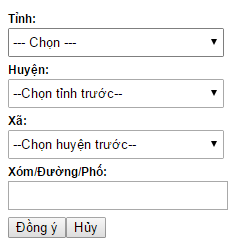 Tỉnh:
--- Chọn ---
Huyện:
--Chọn tỉnh trước--
Xã:
--Chọn huyện trước--
Xóm/Đường/Phố:
Đồng ý Hủy